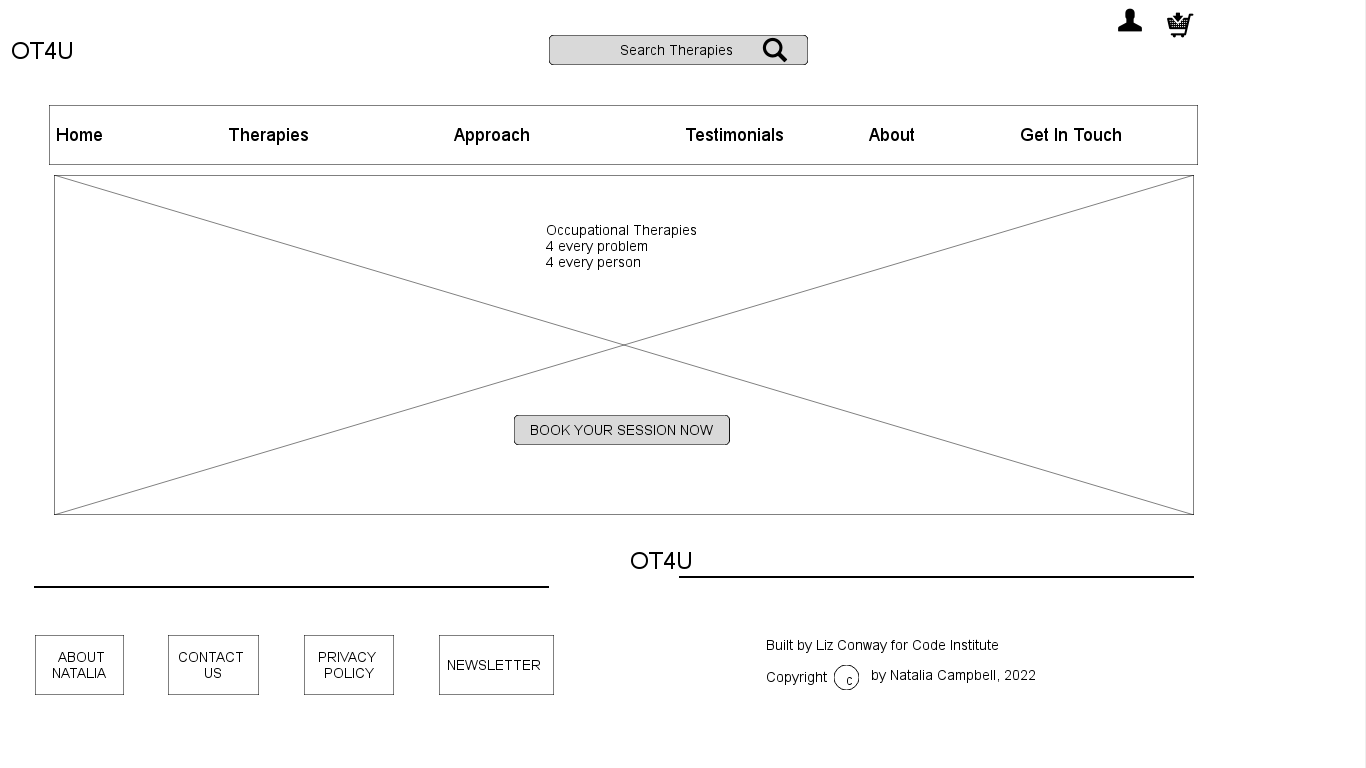 OT4U
Search Therapies
Home Therapies Approach Testimonials About Get In Touch
Occupational Therapies
4 every problem
4 every person
BOOK YOUR SESSION NOW
OT4U
ABOUT
NATALIA
CONTACT
US
PRIVACY
POLICY
NEWSLETTER
Built by Liz Conway for Code Institute
Copyright c by Natalia Campbell, 2022